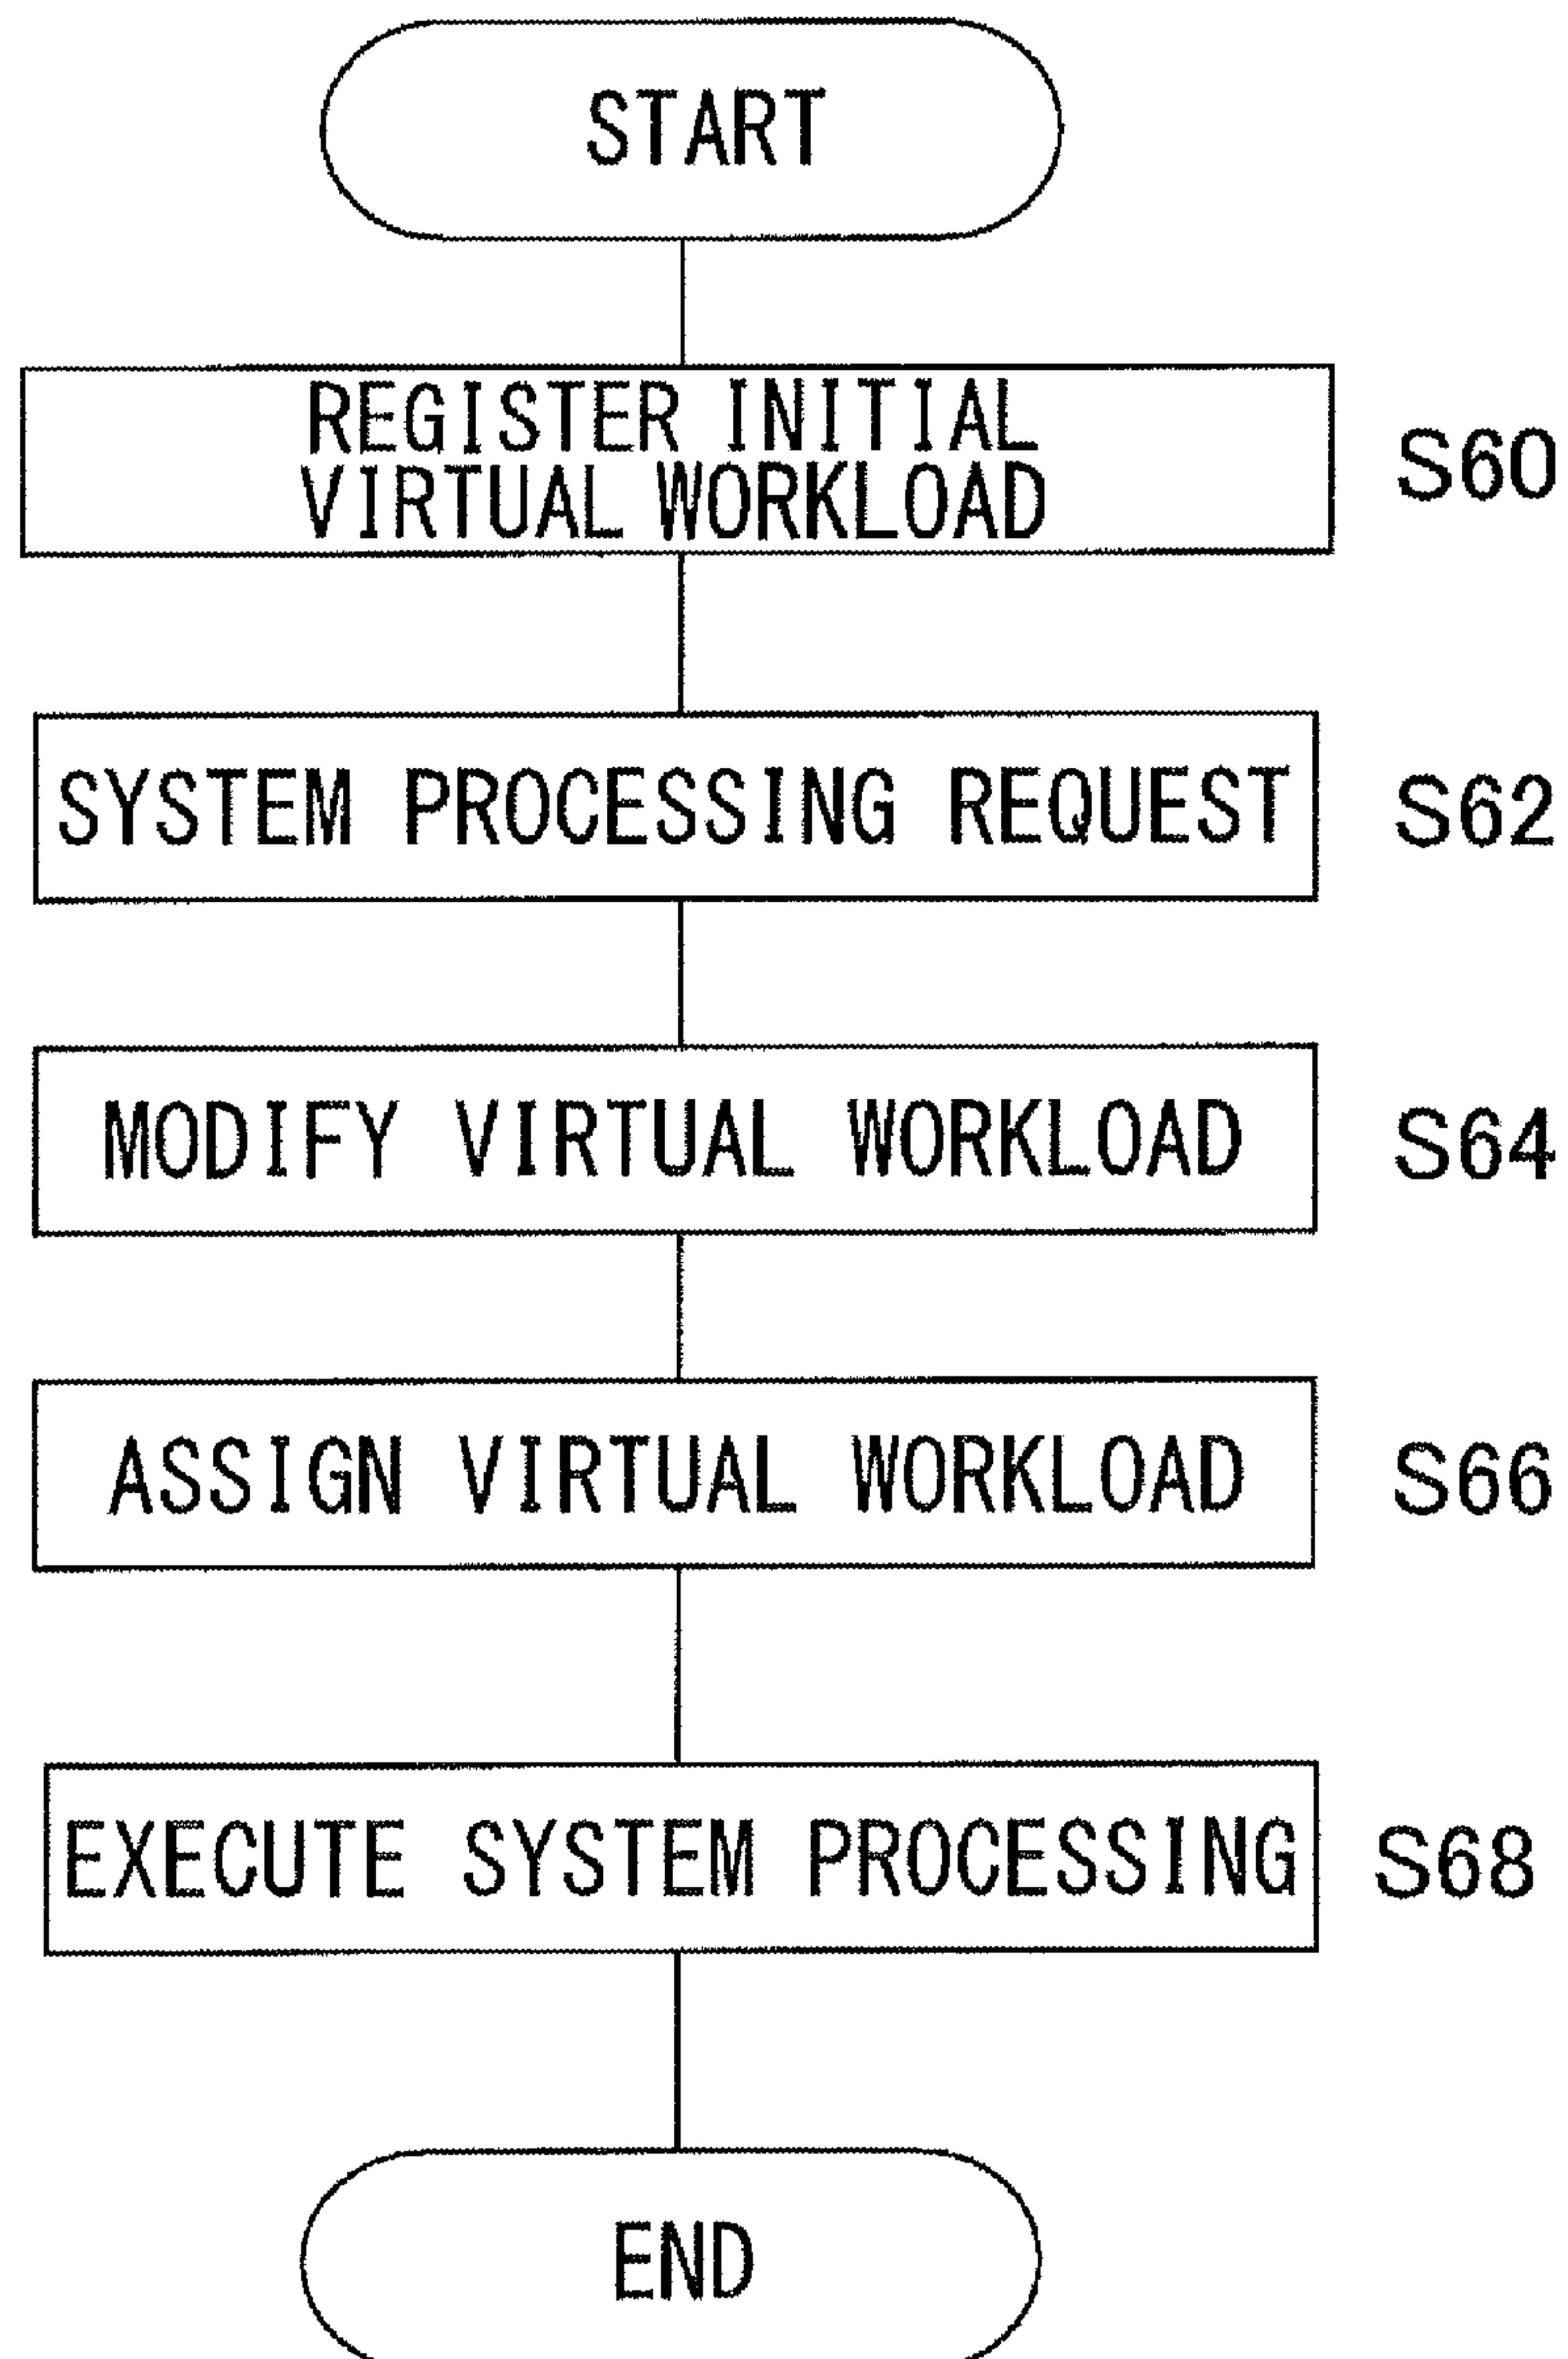 START
REGISTER INITIAL
VIRTUAL WORKLOAD
S60
SYSTEM PROCESSING REQUEST
S62
MODIFY VIRTUAL WORKLOAD
S64
ASSIGN VIRTUAL WORKLOAD
S66
EXECUTE SYSTEM PROCESSING
S68
END